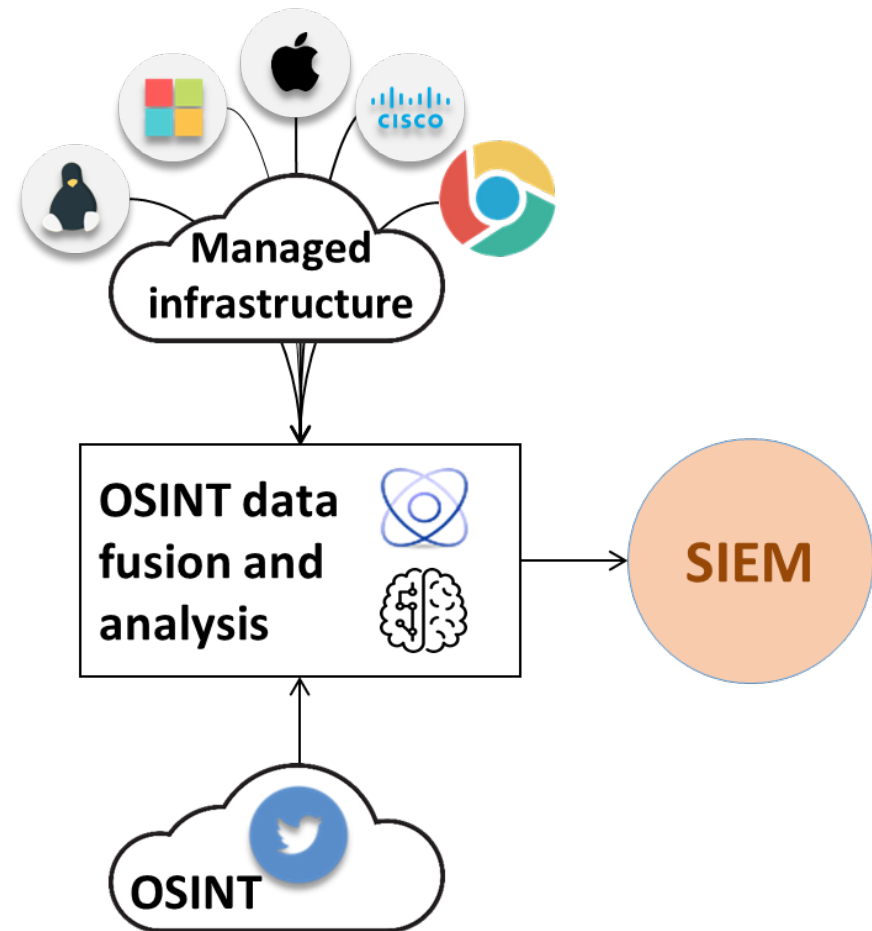 CISCO
Managed
infrastructure
OSINT data
fusion and
analysis
SIEM
OSINT